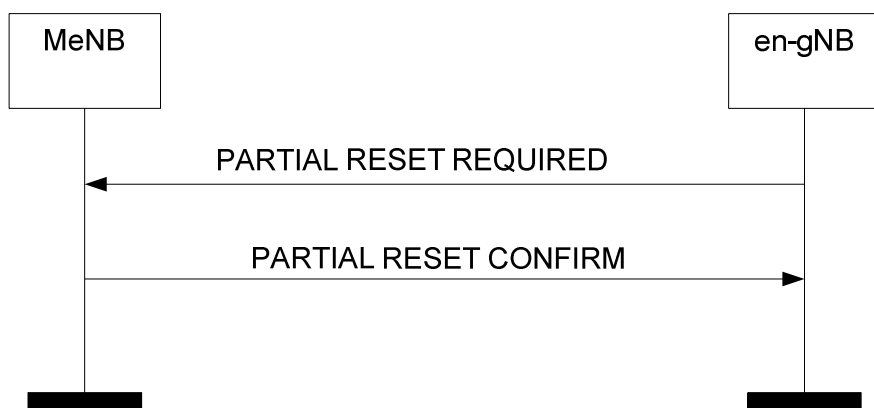 MeNB
en-gNB
PARTIAL RESET REQUIRED
PARTIAL RESET CONFIRM